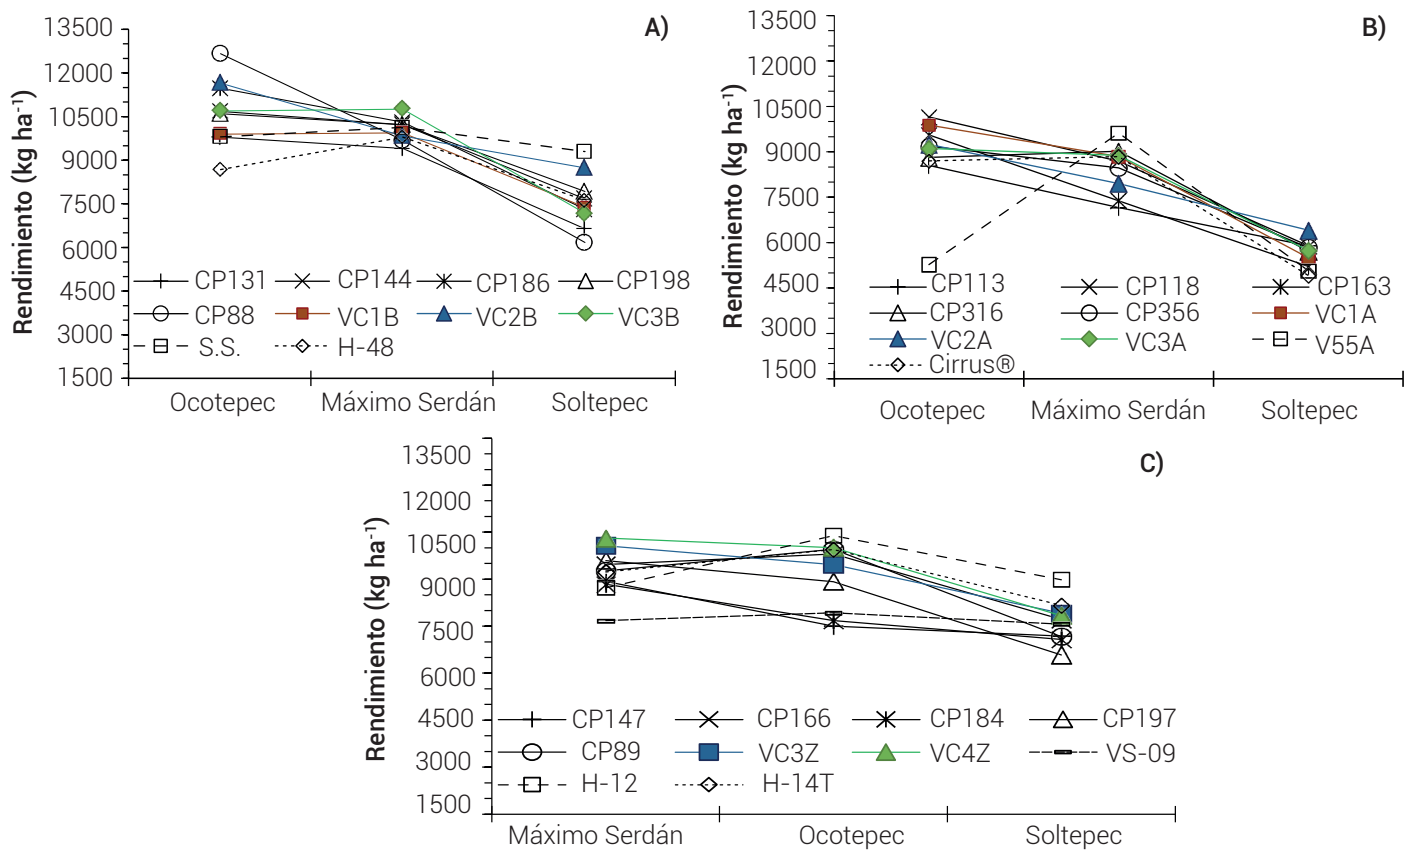 A)
Rendimiento (kg ha⁻¹)
13500
12000
10500
9000
7500
6000
4500
3000
1500
CP131 CP144 CP186 CP198
CP88 VC1B VC2B VC3B
S.S. H-48
Ocotepec Máximo Serdán Soltepec
B)
Rendimiento (kg ha⁻¹)
13500
12000
10500
9000
7500
6000
4500
3000
1500
CP113 CP118 CP163
CP316 CP356 VC1A
VC2A VC3A V55A
Cirrus®
Ocotepec Máximo Serdán Soltepec
C)
Rendimiento (kg ha⁻¹)
13500
12000
10500
9000
7500
6000
4500
3000
1500
CP147 CP166 CP184 CP197
CP89 VC3Z VC4Z VS-09
H-12 H-14T
Máximo Serdán Ocotepec Soltepec